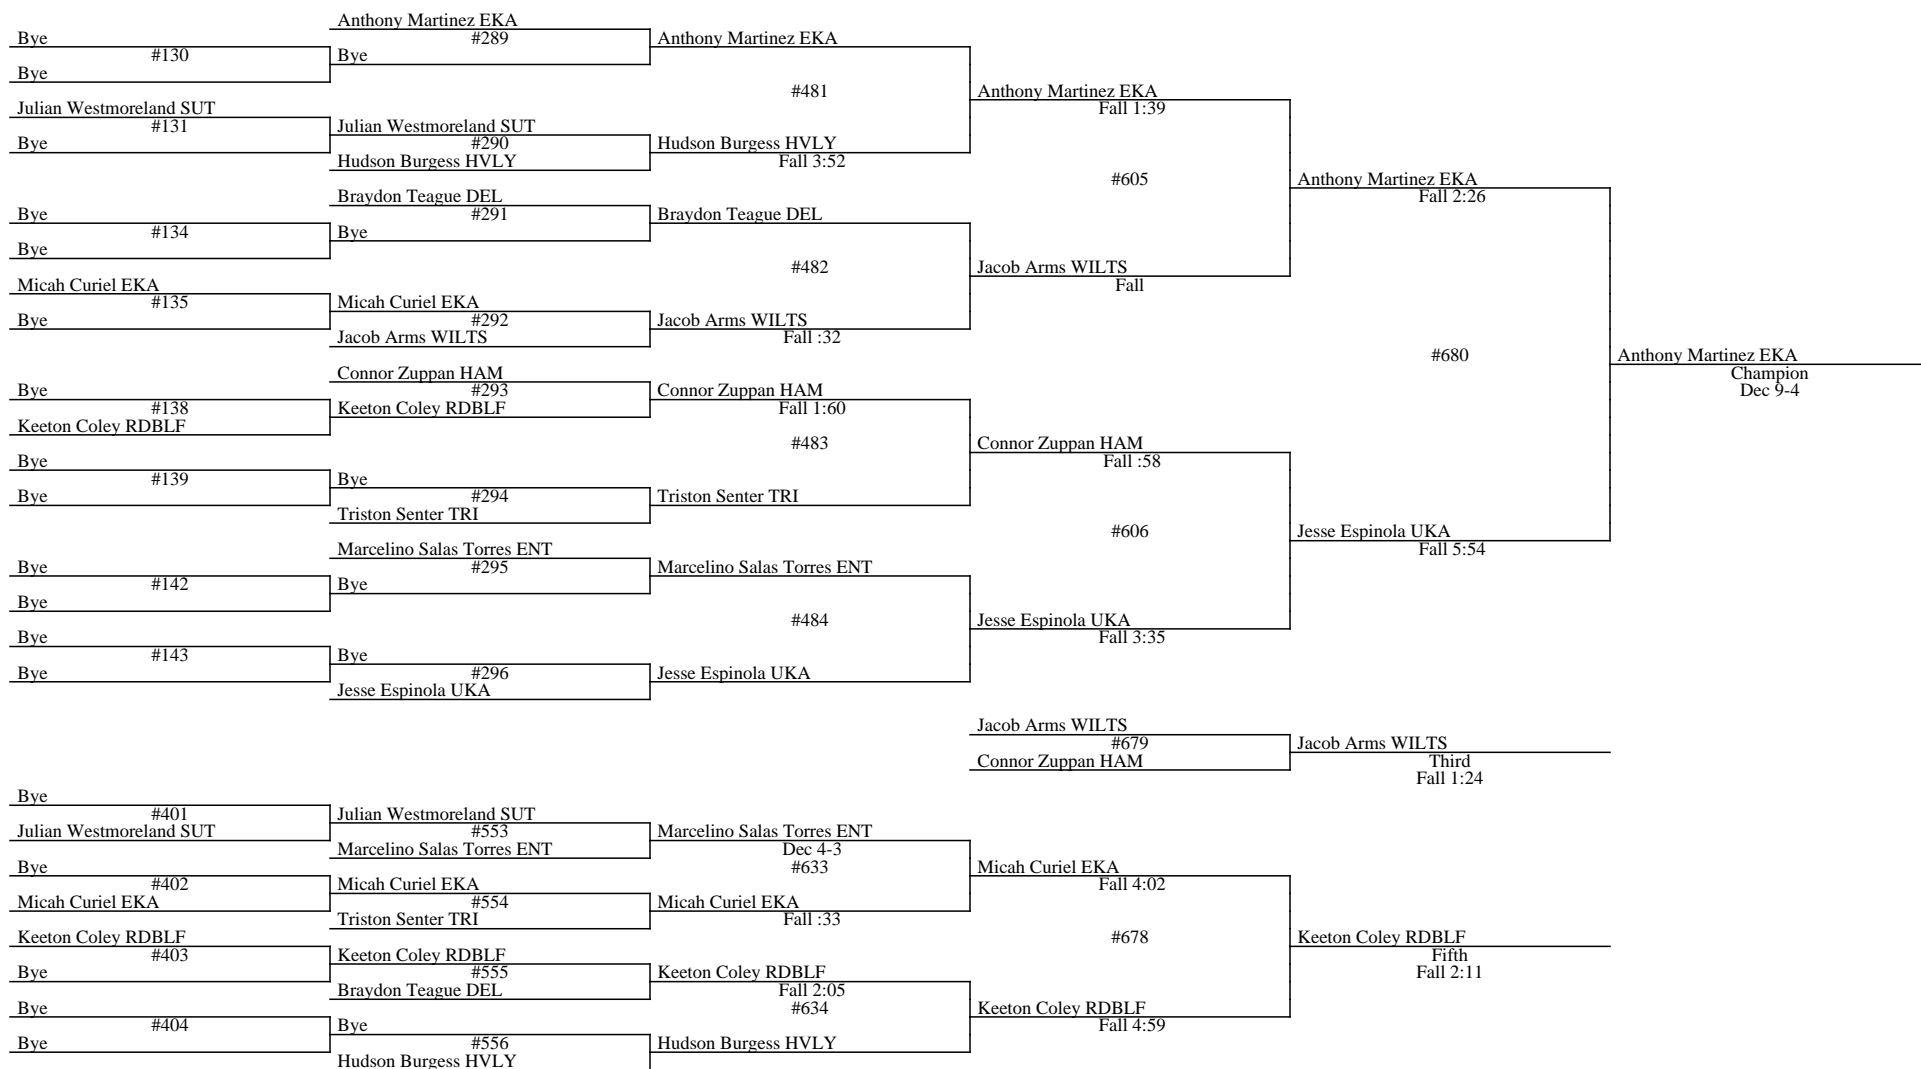 Anthony Martinez EKA
Bye
#289
Anthony Martinez EKA
#130
Bye
Bye
#481
Anthony Martinez EKA
Fall 1:39
Julian Westmoreland SUT
#131
Julian Westmoreland SUT
Bye
#290
Hudson Burgess HVLY
Hudson Burgess HVLY
Fall 3:52
#605
Anthony Martinez EKA
Fall 2:26
Braydon Teague DEL
Bye
#291
Braydon Teague DEL
#134
Bye
Bye
#482
Jacob Arms WILTS
Fall
Micah Curiel EKA
#135
Micah Curiel EKA
Bye
#292
Jacob Arms WILTS
Jacob Arms WILTS
Fall :32
#680
Anthony Martinez EKA
Champion
Dec 9-4
Connor Zuppan HAM
Bye
#293
Connor Zuppan HAM
#138
Keeton Coley RDBLF
Fall 1:60
Keeton Coley RDBLF
#483
Connor Zuppan HAM
Fall :58
Bye
#139
Bye
Bye
#294
Triston Senter TRI
Triston Senter TRI
#606
Jesse Espinola UKA
Fall 5:54
Marcelino Salas Torres ENT
Bye
#295
Marcelino Salas Torres ENT
#142
Bye
Bye
#484
Jesse Espinola UKA
Fall 3:35
Bye
#143
Bye
Bye
#296
Jesse Espinola UKA
Jesse Espinola UKA
Jacob Arms WILTS
#679
Jacob Arms WILTS
Connor Zuppan HAM
Third
Fall 1:24
Bye
#401
Julian Westmoreland SUT
Julian Westmoreland SUT
#553
Marcelino Salas Torres ENT
Marcelino Salas Torres ENT
Dec 4-3
Bye
#633
Micah Curiel EKA
#402
Micah Curiel EKA
Fall 4:02
Micah Curiel EKA
#554
Micah Curiel EKA
Triston Senter TRI
Fall :33
Keeton Coley RDBLF
#678
Keeton Coley RDBLF
#403
Keeton Coley RDBLF
Fifth
Bye
#555
Keeton Coley RDBLF
Fall 2:11
Braydon Teague DEL
Fall 2:05
Bye
#634
Keeton Coley RDBLF
#404
Bye
Fall 4:59
Bye
#556
Hudson Burgess HVLY
Hudson Burgess HVLY